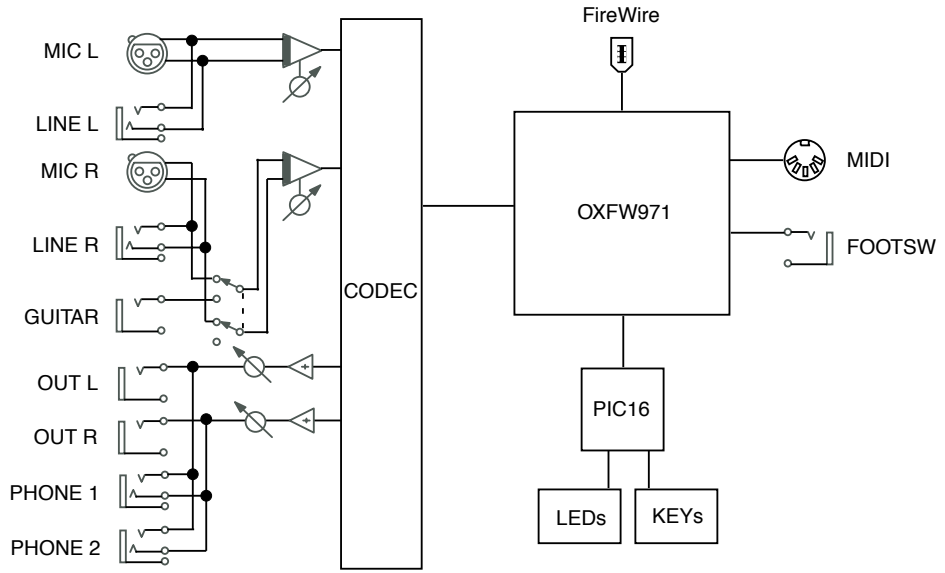 FireWire
MIC L
LINE L
MIC R
LINE R
GUITAR
OUT L
OUT R
PHONE 1
PHONE 2
CODEC
OXFW971
MIDI
FOOTSW
PIC16
LEDs
KEYs